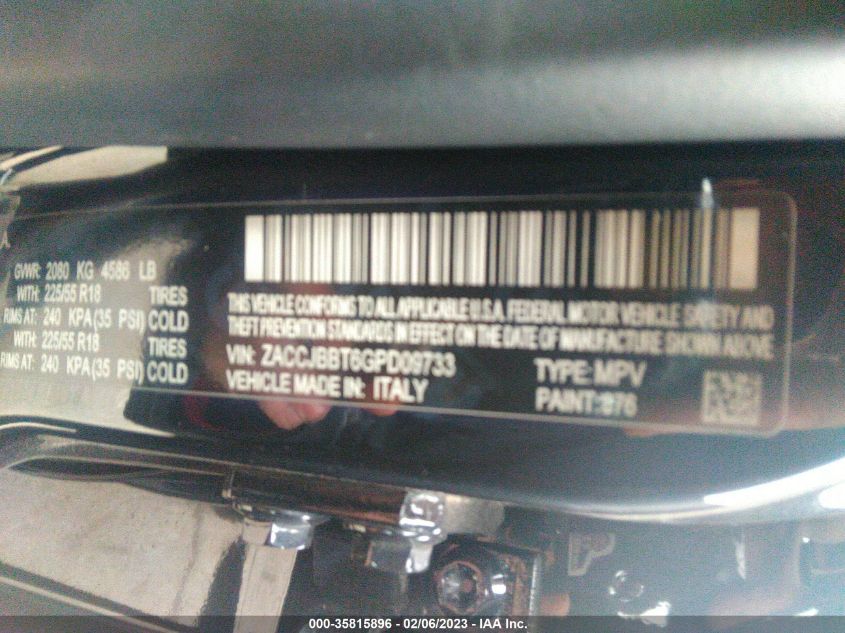 GVWR: 2080 KG 4586 LB
WITH: 225/55 R18 TIRES
RIMS AT: 240 KPA(35 PSI) COLD
WITH: 225/55 R18 TIRES
RIMS AT: 240 KPA(35 PSI) COLD
THIS VEHICLE CONFORMS TO ALL APPLICABLE U.S.A. FEDERAL MOTOR VEHICLE SAFETY AND
THEFT PREVENTION STANDARDS IN EFFECT ON THE DATE OF MANUFACTURE SHOWN ABOVE
VIN: ZACCJBBT6GPD09733 TYPE: MPV
VEHICLE MADE IN: ITALY PAINT: 876
000-35815896 - 02/06/2023 - IAA Inc.